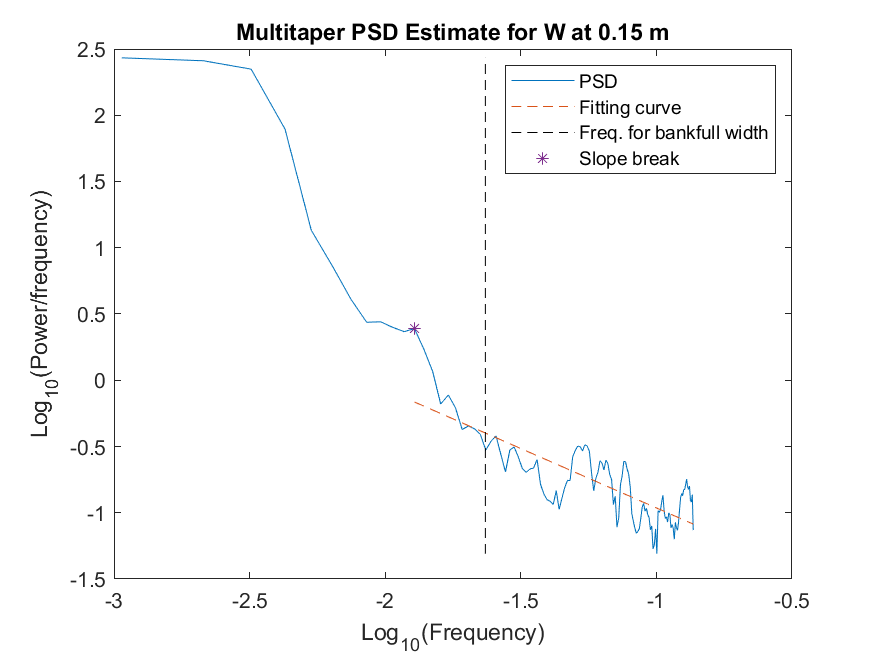 Multitaper PSD Estimate for W at 0.15 m
2.5
2
1.5
1
0.5
0
-0.5
-1
-1.5
Log10(Power/frequency)
PSD
Fitting curve
Freq. for bankfull width
Slope break
-3
-2.5
-2
-1.5
-1
-0.5
Log10(Frequency)